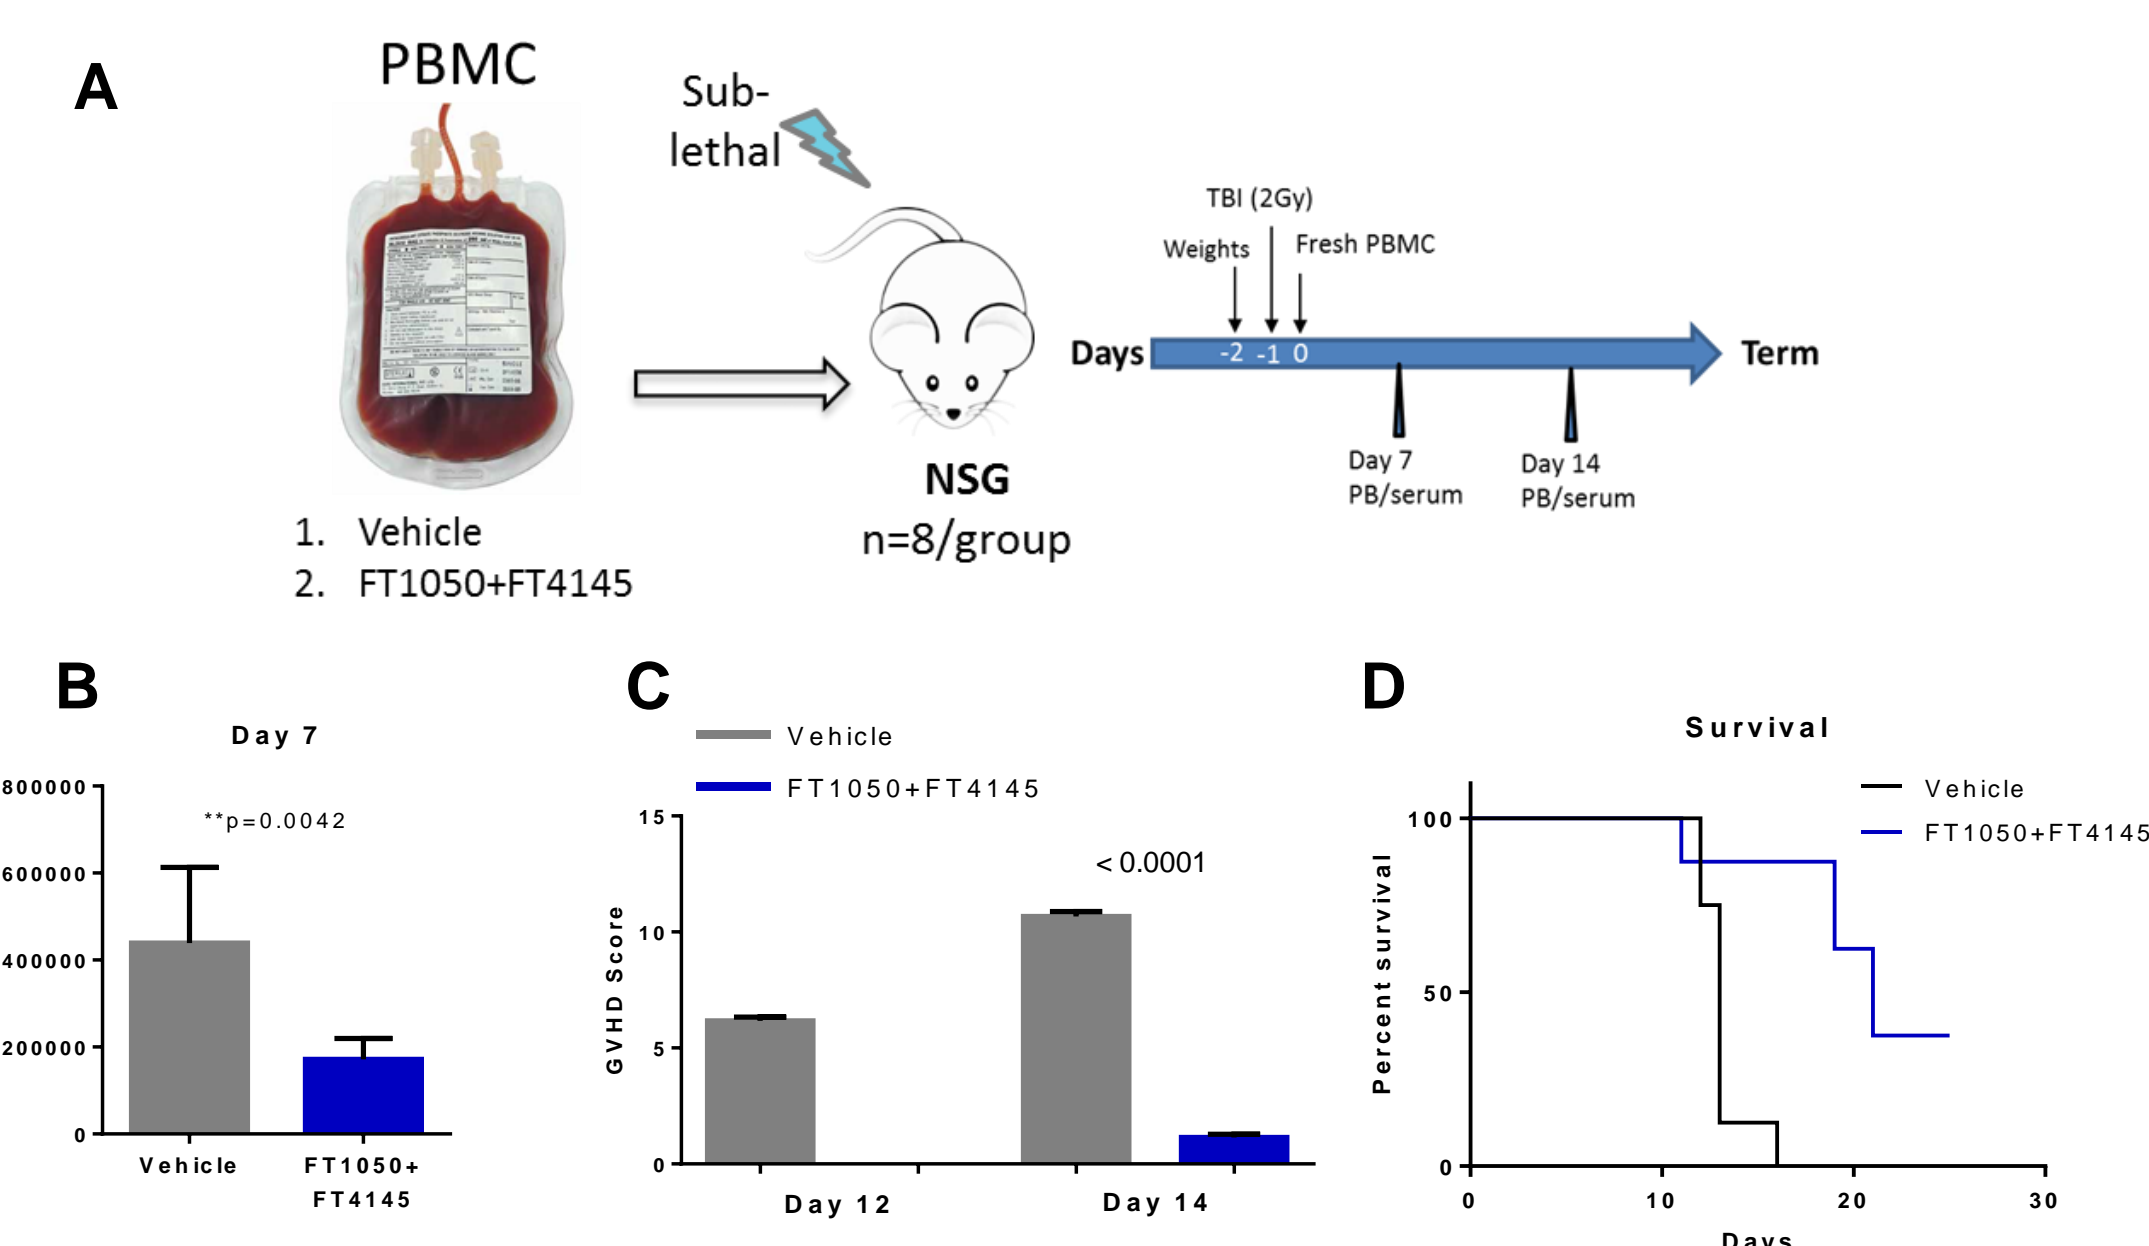 A
PBMC
Sub-
lethal
1. Vehicle
2. FT1050+FT4145
NSG
n=8/group
TBI (2Gy)
Weights
Fresh PBMC
Days
-2 -1 0
Term
Day 7
PB/serum
Day 14
PB/serum
B
Day 7
**p=0.0042
800000
600000
400000
200000
0
Vehicle
FT1050+
FT4145
C
Vehicle
FT1050+FT4145
GVHD Score
15
10
5
0
< 0.0001
Day 12
Day 14
D
Survival
Vehicle
FT1050+FT4145
Percent survival
100
50
0
0
10
20
30
Days